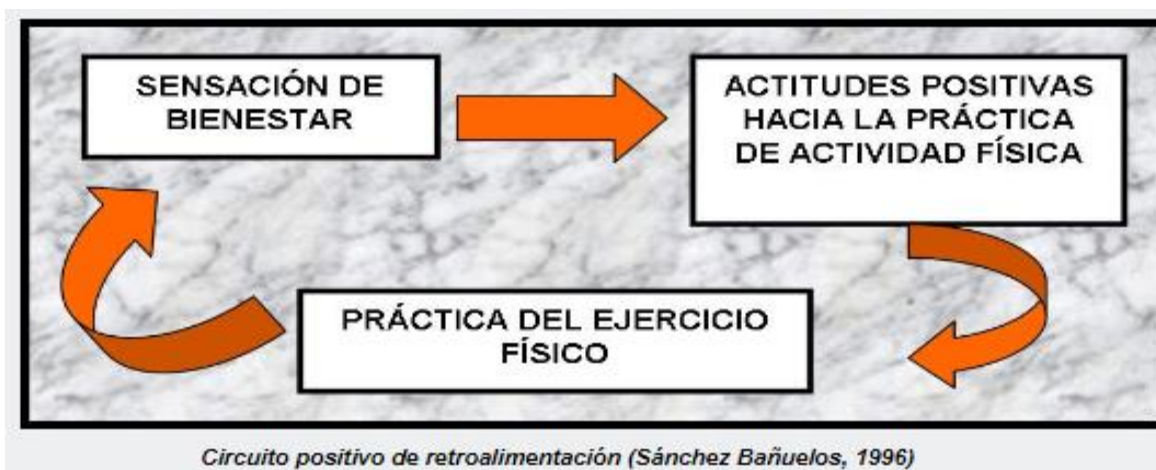 SENSACIÓN DE
BIENESTAR
ACTITUDES POSITIVAS
HACIA LA PRÁCTICA
DE ACTIVIDAD FÍSICA
PRÁCTICA DEL EJERCICIO
FÍSICO
Circuito positivo de retroalimentación (Sánchez Bañuelos, 1996)